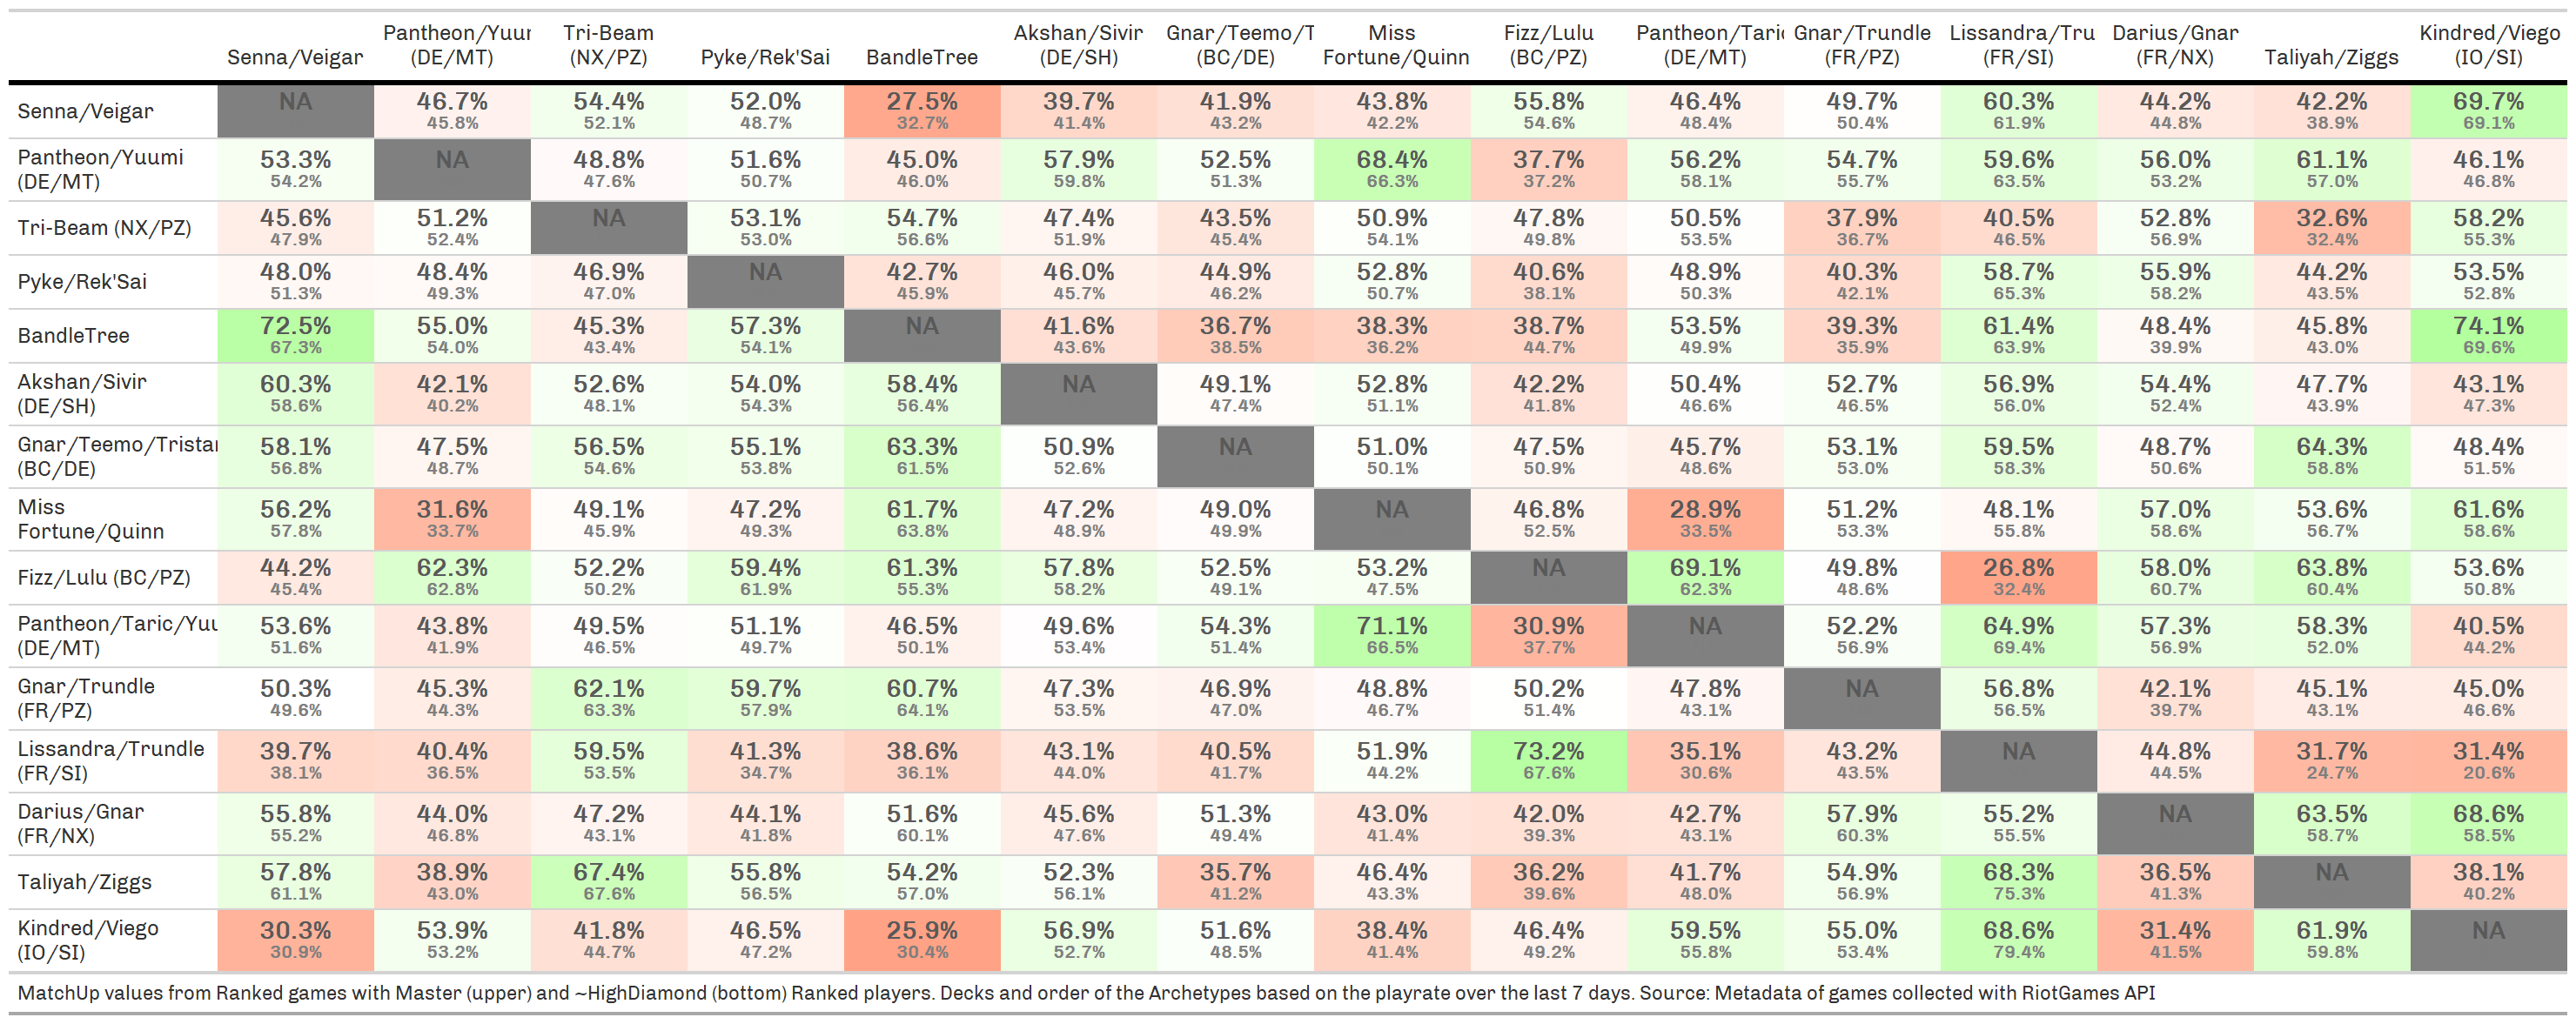 Senna/Veigar Pantheon/Yuur (DE/MT) Tri-Beam (NX/PZ) Pyke/Rek'Sai BandleTree Akshan/Sivir (DE/SH) Gnar/Teemo/T (BC/DE) Miss Fortune/Quinn Fizz/Lulu (BC/PZ) Pantheon/Taric (DE/MT) Gnar/Trundle (FR/PZ) Lissandra/Tru (FR/SI) Darius/Gnar (FR/NX) Taliyah/Ziggs Kindred/Viego (IO/SI)
Senna/Veigar NA 46.7% 54.4% 52.0% 27.5% 39.7% 41.9% 43.8% 55.8% 46.4% 49.7% 60.3% 44.2% 42.2% 69.7%
45.8% 52.1% 48.7% 32.7% 41.4% 43.2% 42.2% 54.6% 48.4% 50.4% 61.9% 44.8% 38.9% 69.1%
Pantheon/Yuumi (DE/MT) 53.3% NA 48.8% 51.6% 45.0% 57.9% 52.5% 68.4% 37.7% 56.2% 54.7% 59.6% 56.0% 61.1% 46.1%
54.2% 47.6% 50.7% 46.0% 59.8% 51.3% 66.3% 37.2% 58.1% 55.7% 63.5% 53.2% 57.0% 46.8%
Tri-Beam (NX/PZ) 45.6% 51.2% NA 53.1% 54.7% 47.4% 43.5% 50.9% 47.8% 50.5% 37.9% 40.5% 52.8% 32.6% 58.2%
47.9% 52.4% 53.0% 56.6% 51.9% 45.4% 54.1% 49.8% 53.5% 36.7% 46.5% 56.9% 32.4% 55.3%
Pyke/Rek'Sai 48.0% 48.4% 46.9% NA 42.7% 46.0% 44.9% 52.8% 40.6% 48.9% 40.3% 58.7% 55.9% 44.2% 53.5%
51.3% 49.3% 47.0% 45.9% 45.7% 46.2% 50.7% 38.1% 50.3% 42.1% 65.3% 58.2% 43.5% 52.8%
BandleTree 72.5% 55.0% 45.3% 57.3% NA 41.6% 36.7% 38.3% 38.7% 53.5% 39.3% 61.4% 48.4% 45.8% 74.1%
67.3% 54.0% 43.4% 54.1% 43.6% 38.5% 36.2% 44.7% 49.9% 35.9% 63.9% 39.9% 43.0% 69.6%
Akshan/Sivir (DE/SH) 60.3% 42.1% 52.6% 54.0% 58.4% NA 49.1% 52.8% 42.2% 50.4% 52.7% 56.9% 54.4% 47.7% 43.1%
58.6% 40.2% 48.1% 54.3% 56.4% 47.4% 51.1% 41.8% 46.6% 46.5% 56.0% 52.4% 43.9% 47.3%
Gnar/Teemo/Tristar (BC/DE) 58.1% 47.5% 56.5% 55.1% 63.3% 50.9% NA 51.0% 47.5% 45.7% 53.1% 59.5% 48.7% 64.3% 48.4%
56.8% 48.7% 54.6% 53.8% 61.5% 52.6% 50.1% 50.9% 48.6% 53.0% 58.3% 50.6% 58.8% 51.5%
Miss Fortune/Quinn 56.2% 31.6% 49.1% 47.2% 61.7% 47.2% 49.0% NA 46.8% 28.9% 51.2% 48.1% 57.0% 53.6% 61.6%
57.8% 33.7% 45.9% 49.3% 63.8% 48.9% 49.9% 52.5% 33.5% 53.3% 55.8% 58.6% 56.7% 58.6%
Fizz/Lulu (BC/PZ) 44.2% 62.3% 52.2% 59.4% 61.3% 57.8% 52.5% 53.2% NA 69.1% 49.8% 26.8% 58.0% 63.8% 53.6%
45.4% 62.8% 50.2% 61.9% 55.3% 58.2% 49.1% 47.5% 62.3% 48.6% 32.4% 60.7% 60.4% 50.8%
Pantheon/Taric/Yuu (DE/MT) 53.6% 43.8% 49.5% 51.1% 46.5% 49.6% 54.3% 71.1% 30.9% NA 52.2% 64.9% 57.3% 58.3% 40.5%
51.6% 41.9% 46.5% 49.7% 50.1% 53.4% 51.4% 66.5% 37.7% 56.9% 69.4% 56.9% 52.0% 44.2%
Gnar/Trundle (FR/PZ) 50.3% 45.3% 62.1% 59.7% 60.7% 47.3% 46.9% 48.8% 50.2% 47.8% NA 56.8% 42.1% 45.1% 45.0%
49.6% 44.3% 63.3% 57.9% 64.1% 53.5% 47.0% 46.7% 51.4% 43.1% 56.5% 39.7% 43.1% 46.6%
Lissandra/Trundle (FR/SI) 39.7% 40.4% 59.5% 41.3% 38.6% 43.1% 40.5% 51.9% 73.2% 35.1% 43.2% NA 44.8% 31.7% 31.4%
38.1% 36.5% 53.5% 34.7% 36.1% 44.0% 41.7% 44.2% 67.6% 30.6% 43.5% 44.5% 24.7% 20.6%
Darius/Gnar (FR/NX) 55.8% 44.0% 47.2% 44.1% 51.6% 45.6% 51.3% 43.0% 42.0% 42.7% 57.9% 55.2% NA 63.5% 68.6%
55.2% 46.8% 43.1% 41.8% 60.1% 47.6% 49.4% 41.4% 39.3% 43.1% 60.3% 55.5% 58.7% 58.5%
Taliyah/Ziggs 57.8% 38.9% 67.4% 55.8% 54.2% 52.3% 35.7% 46.4% 36.2% 41.7% 54.9% 68.3% 36.5% NA 38.1%
61.1% 43.0% 67.6% 56.5% 57.0% 56.1% 41.2% 43.3% 39.6% 48.0% 56.9% 75.3% 41.3% 40.2%
Kindred/Viego (IO/SI) 30.3% 53.9% 41.8% 46.5% 25.9% 56.9% 51.6% 38.4% 46.4% 59.5% 55.0% 68.6% 31.4% 61.9% NA
30.9% 53.2% 44.7% 47.2% 30.4% 52.7% 48.5% 41.4% 49.2% 55.8% 53.4% 79.4% 41.5% 59.8%
MatchUp values from Ranked games with Master (upper) and ~HighDiamond (bottom) Ranked players. Decks and order of the Archetypes based on the playrate over the last 7 days. Source: Metadata of games collected with RiotGames API